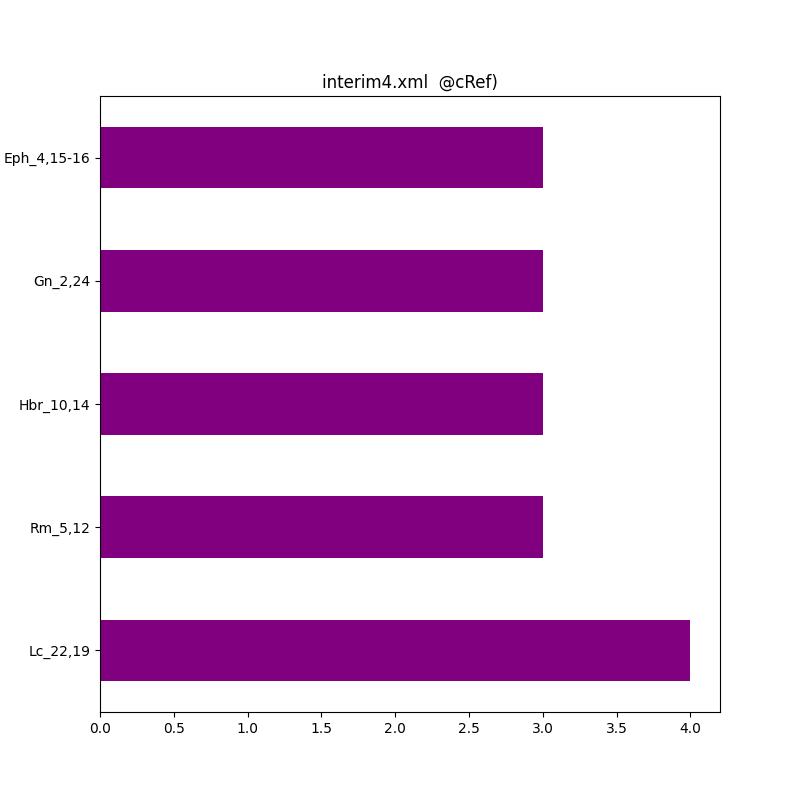 interim4.xml  @cRef)
Eph_4,15-16
Gn_2,24
Hbr_10,14
Rm_5,12
Lc_22,19
0.0 0.5 1.0 1.5 2.0 2.5 3.0 3.5 4.0